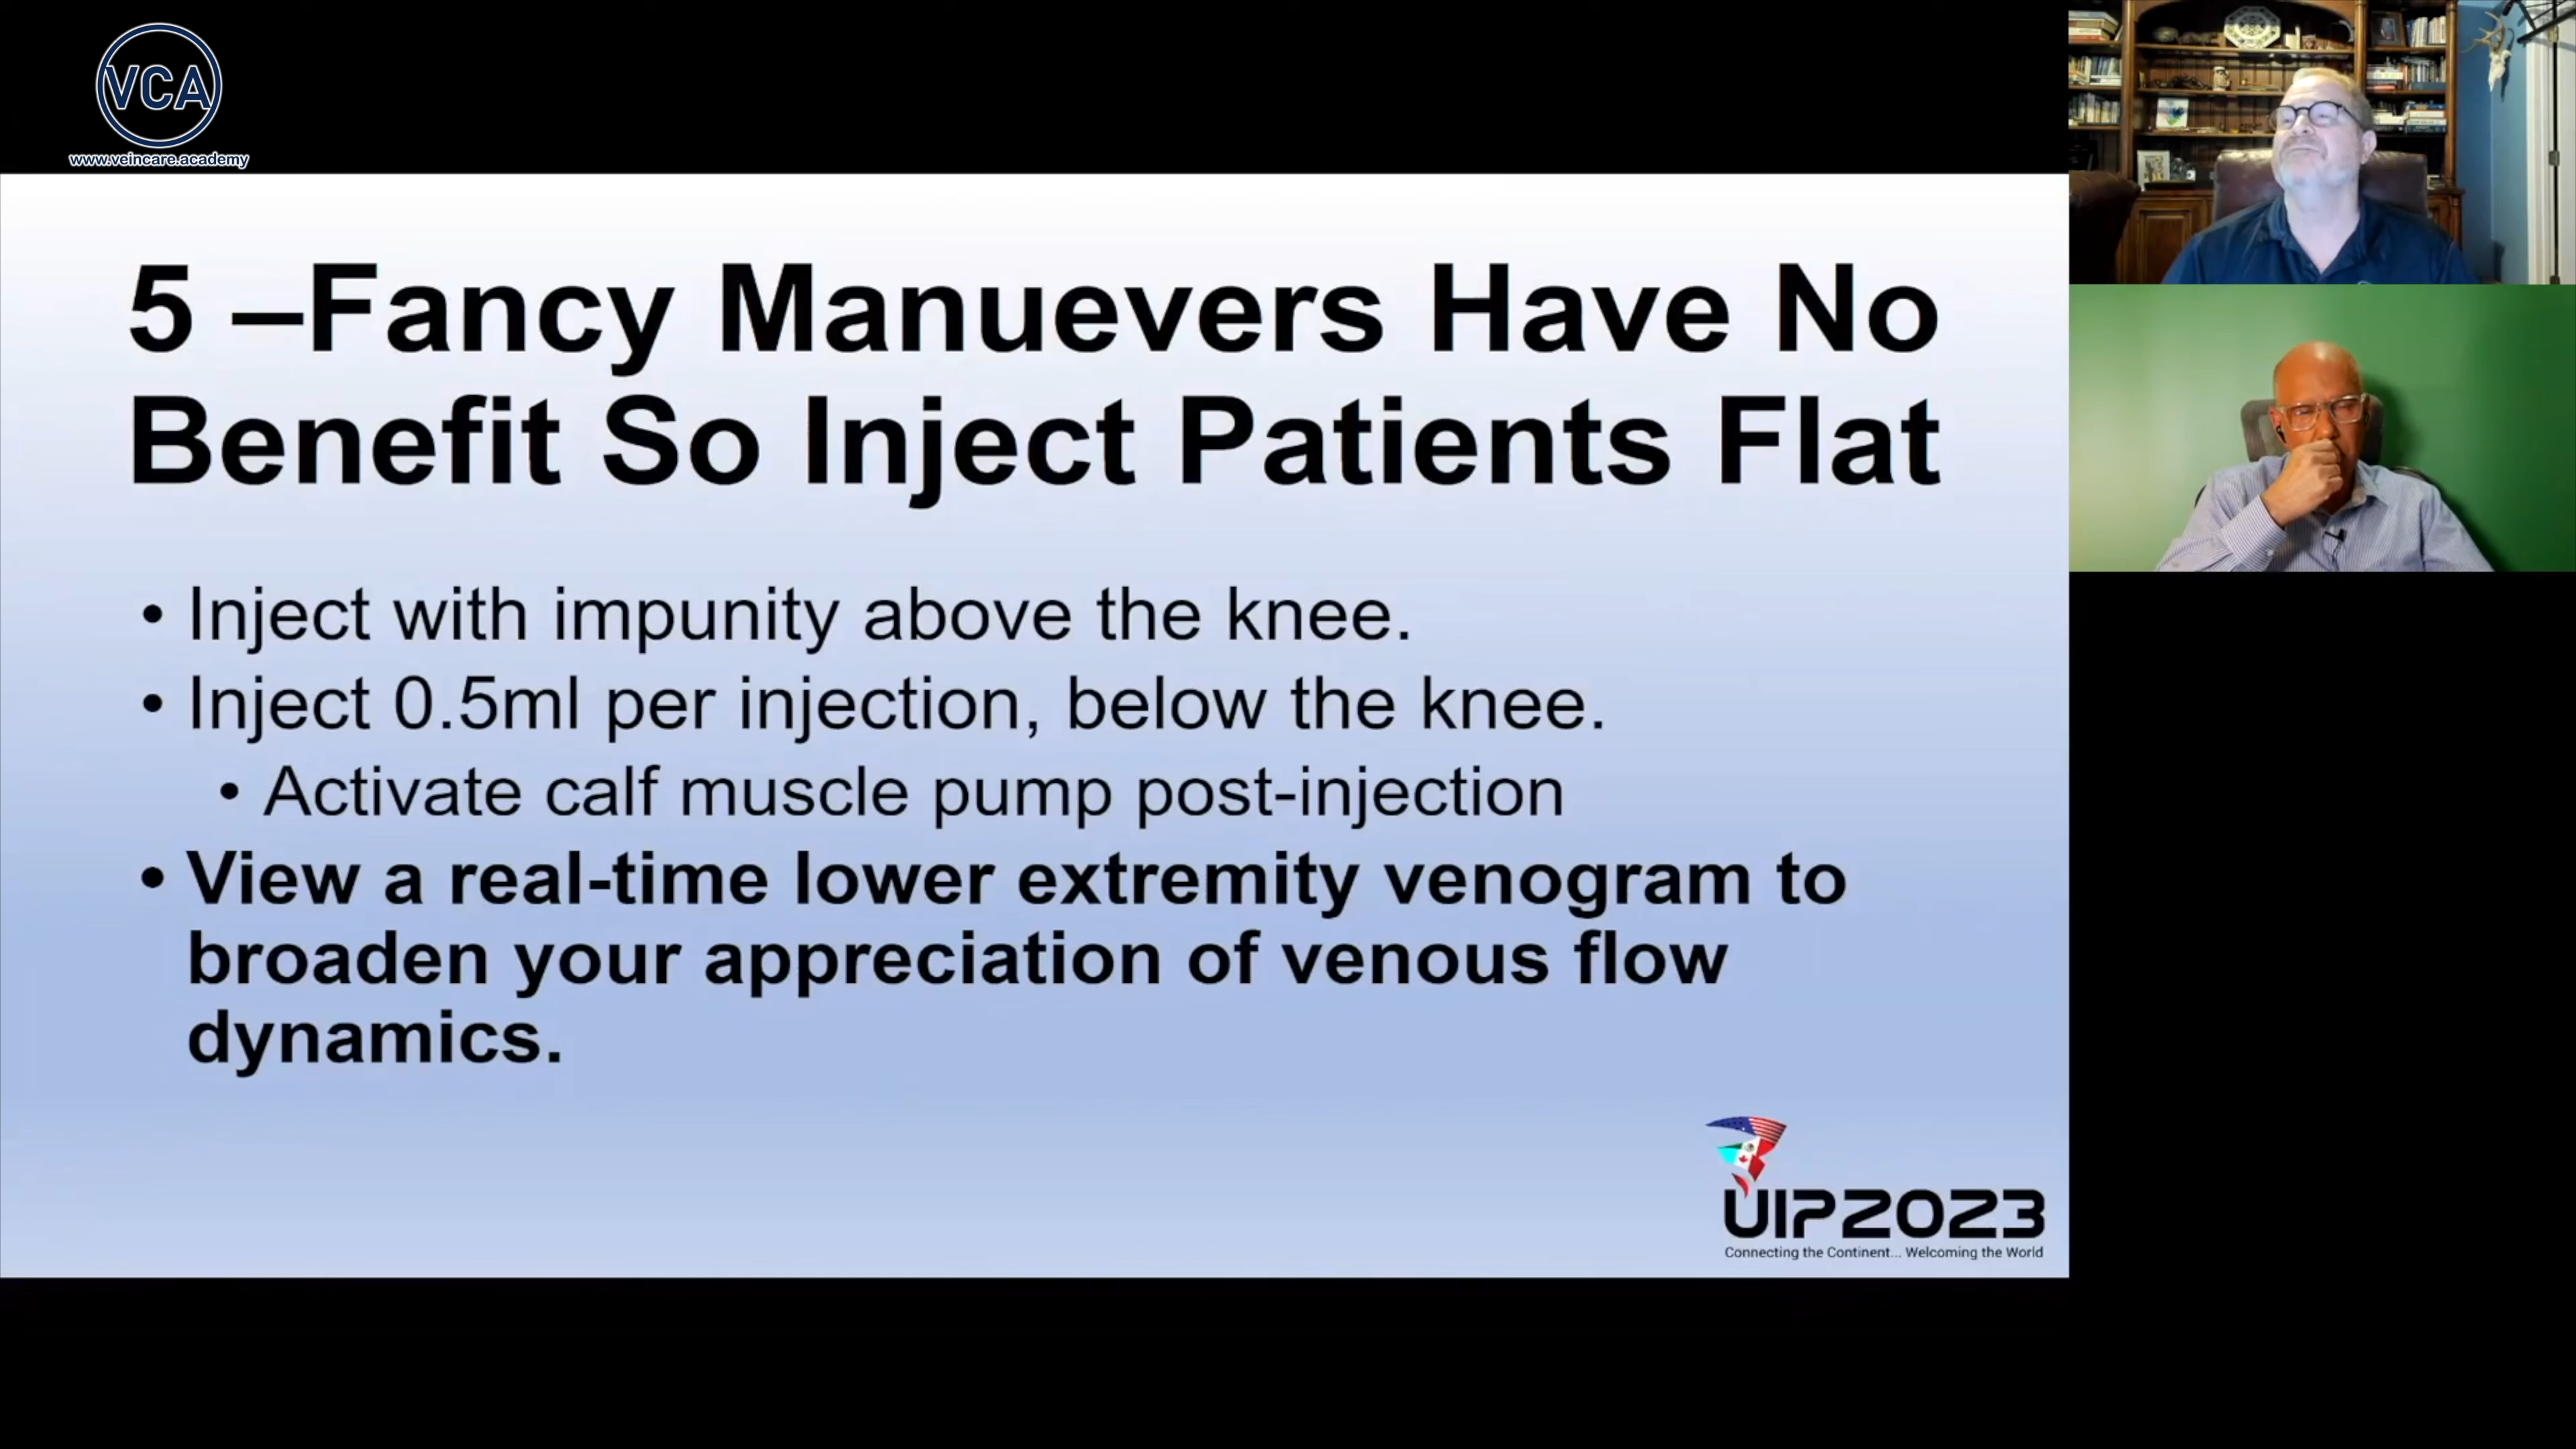 VCA
www.veincare.academy
5 –Fancy Manuevers Have No
Benefit So Inject Patients Flat
• Inject with impunity above the knee.
• Inject 0.5ml per injection, below the knee.
• Activate calf muscle pump post-injection
• View a real-time lower extremity venogram to
broaden your appreciation of venous flow
dynamics.
UIP2023
Connecting the Continent... Welcoming the World